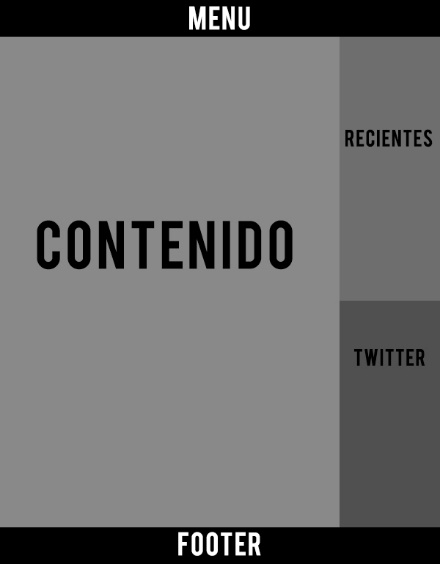 MENU
RECIENTES
CONTENIDO
TWITTER
FOOTER